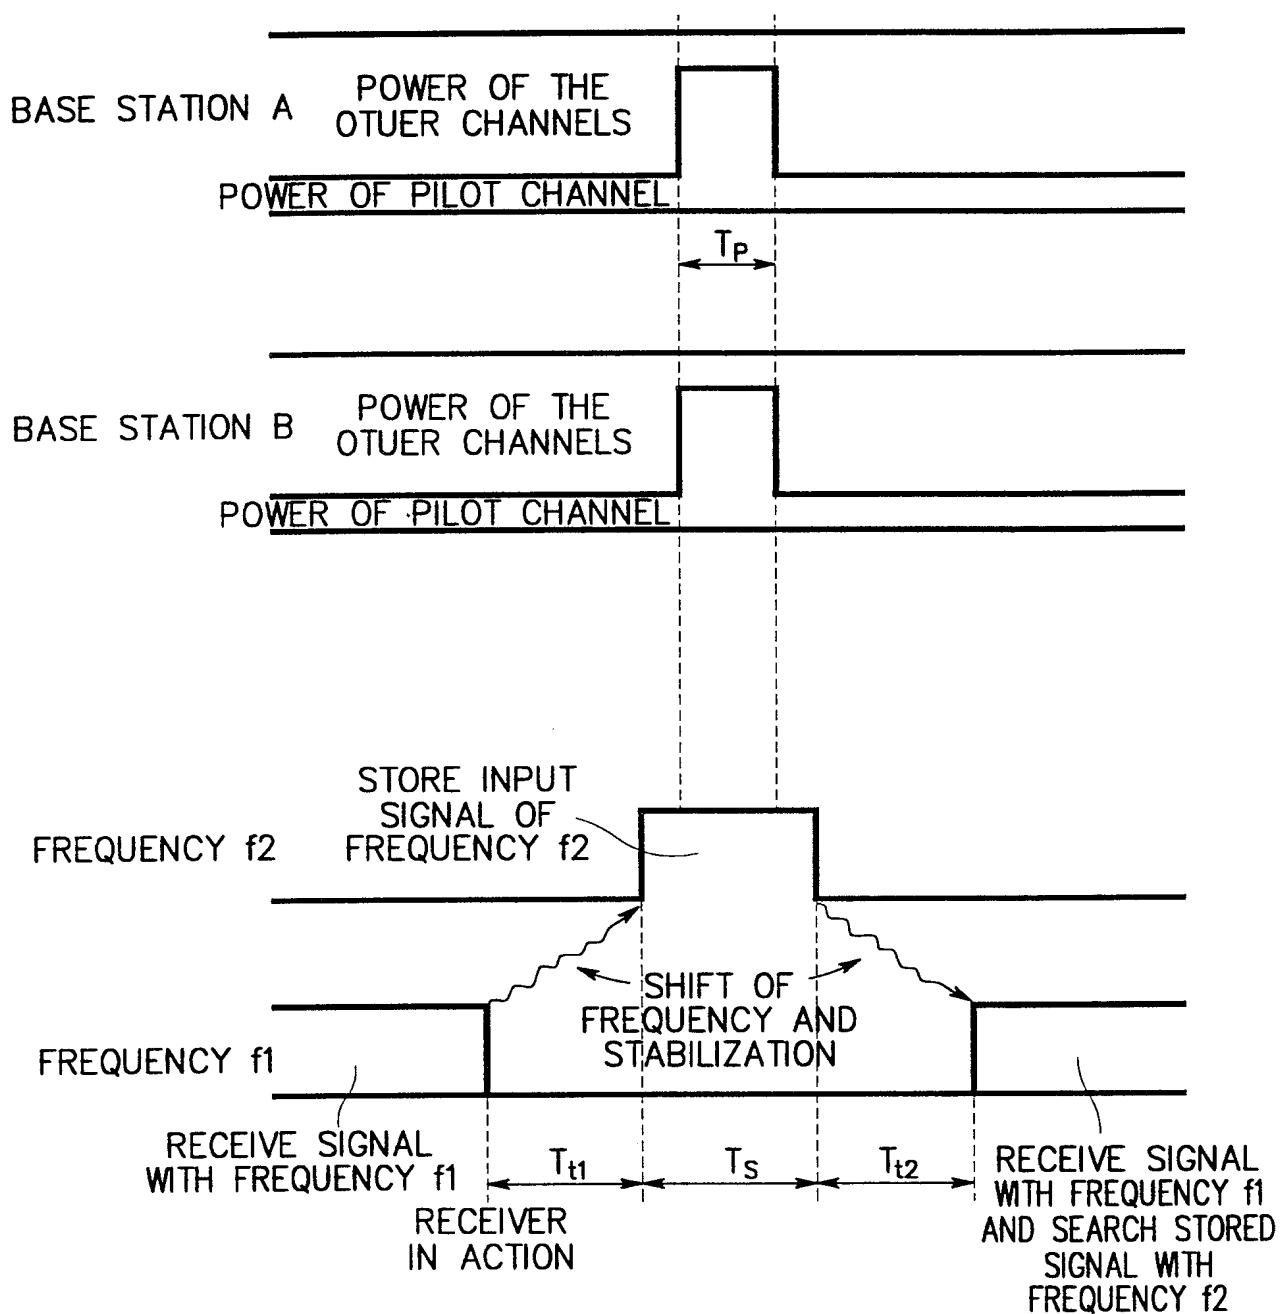 BASE STATION A
POWER OF THE
OTUER CHANNELS
POWER OF PILOT CHANNEL
TP
BASE STATION B
POWER OF THE
OTUER CHANNELS
POWER OF PILOT CHANNEL
STORE INPUT
SIGNAL OF
FREQUENCY f2
FREQUENCY f2
SHIFT OF
FREQUENCY AND
STABILIZATION
FREQUENCY f1
RECEIVE SIGNAL
WITH FREQUENCY f1
Tt1
TS
Tt2
RECEIVER
IN ACTION
RECEIVE SIGNAL
WITH FREQUENCY f1
AND SEARCH STORED
SIGNAL WITH
FREQUENCY f2